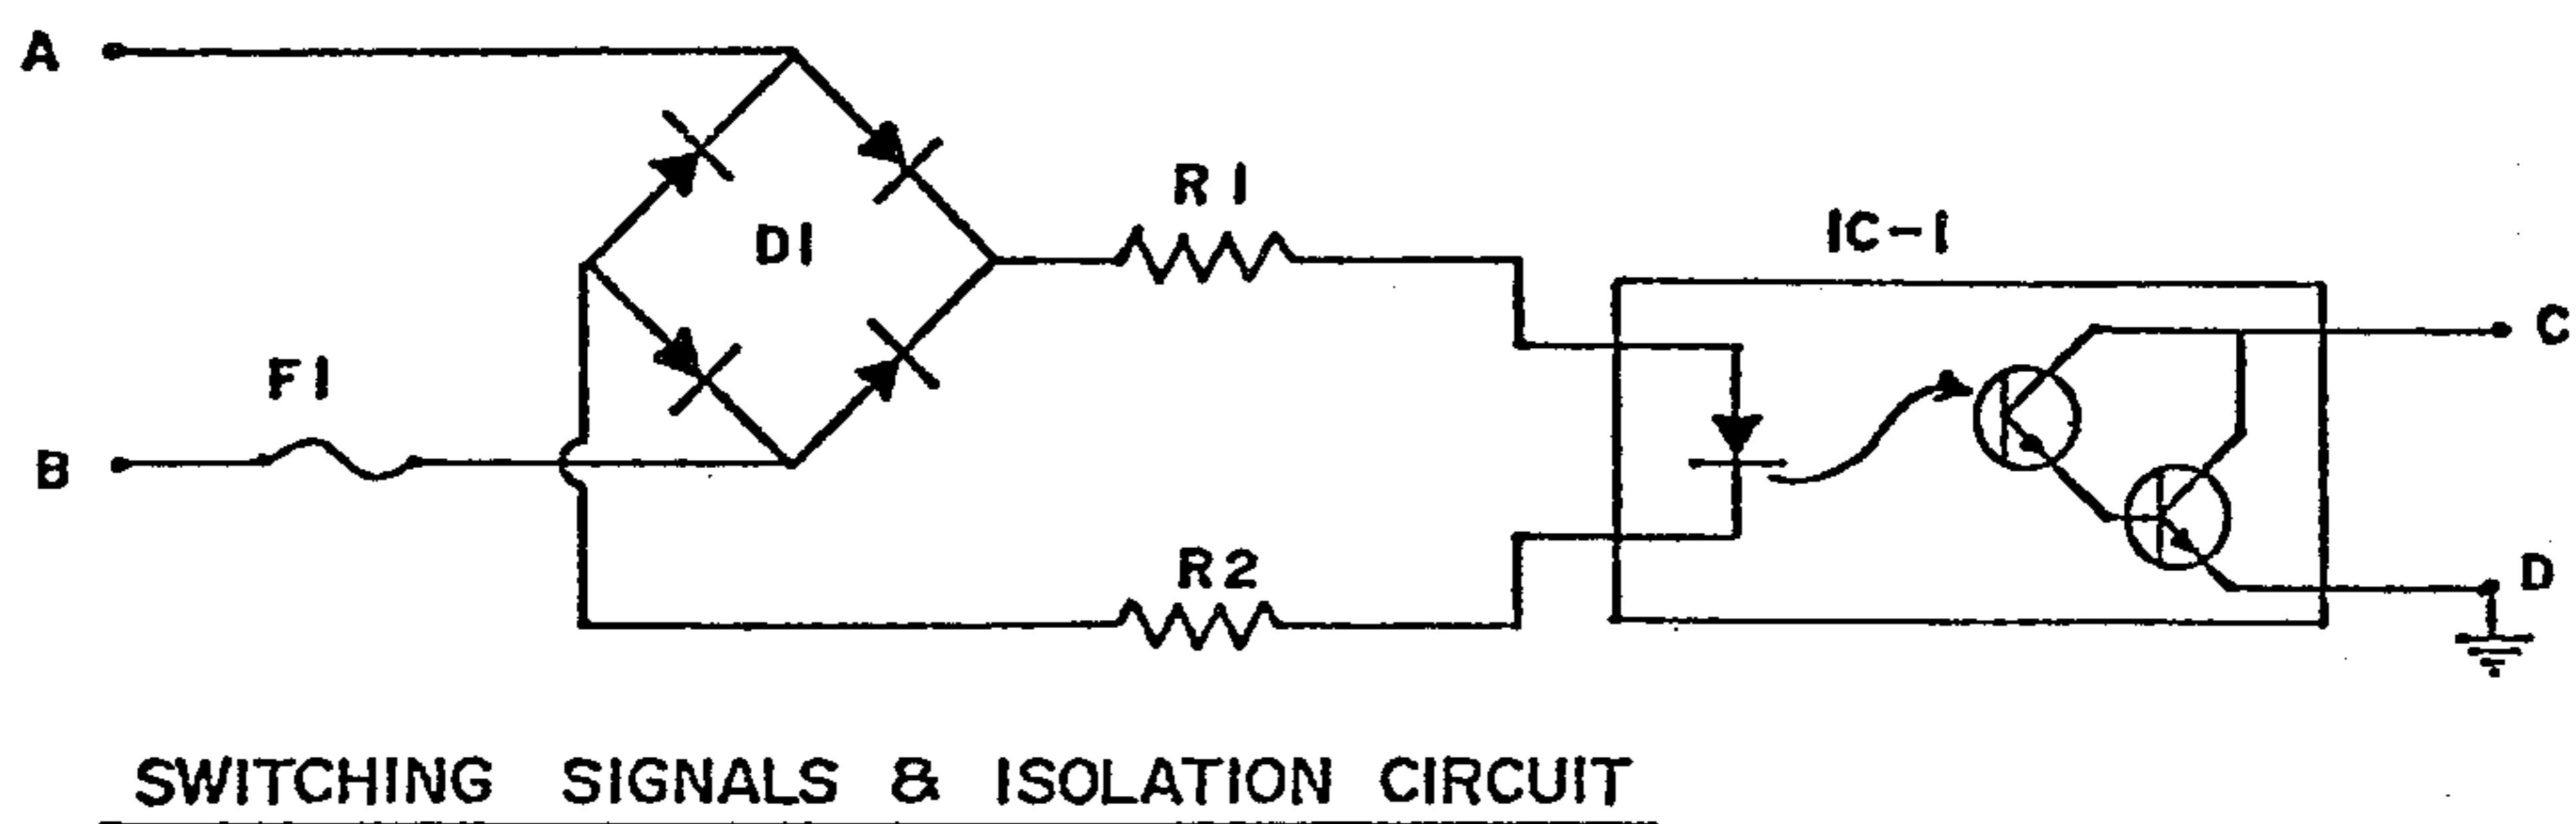 A
R 1
IC-1
D1
C
F1
B
R2
D
SWITCHING SIGNALS & ISOLATION CIRCUIT